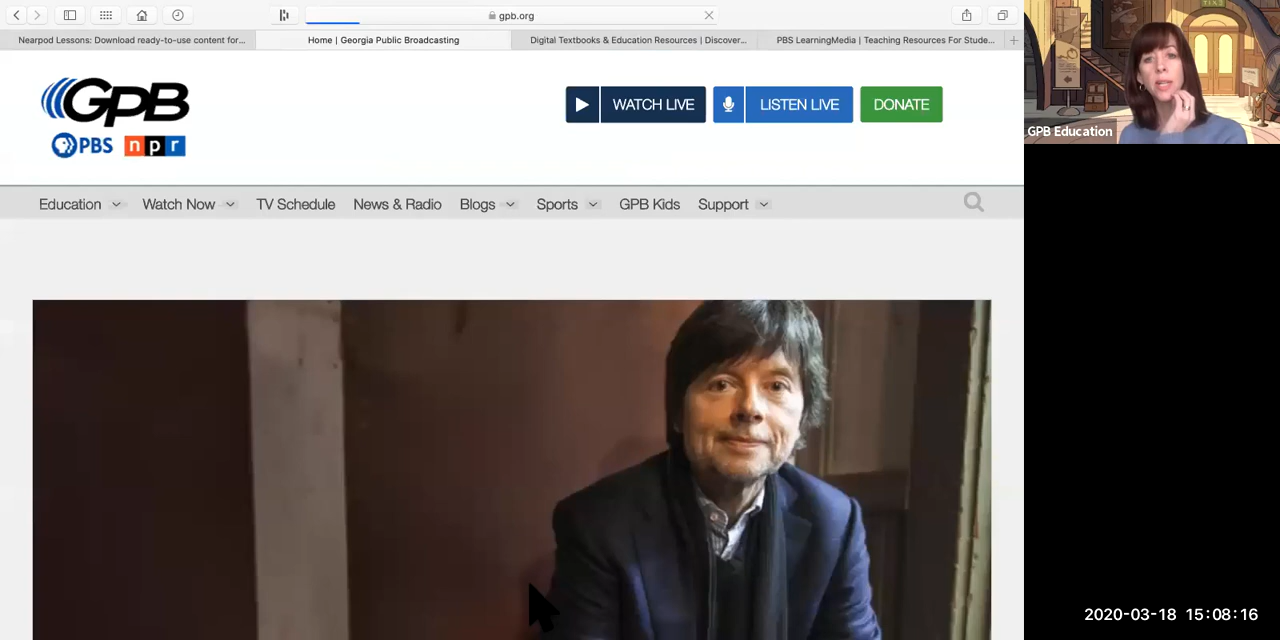 gpb.org
Nearpod Lessons: Download ready-to-use content for...
Home | Georgia Public Broadcasting
Digital Textbooks & Education Resources | Discover...
PBS LearningMedia | Teaching Resources For Stude...
GPB
PBS npr
WATCH LIVE
LISTEN LIVE
DONATE
GPB Education
Education
Watch Now
TV Schedule
News & Radio
Blogs
Sports
GPB Kids
Support
2020-03-18 15:08:16